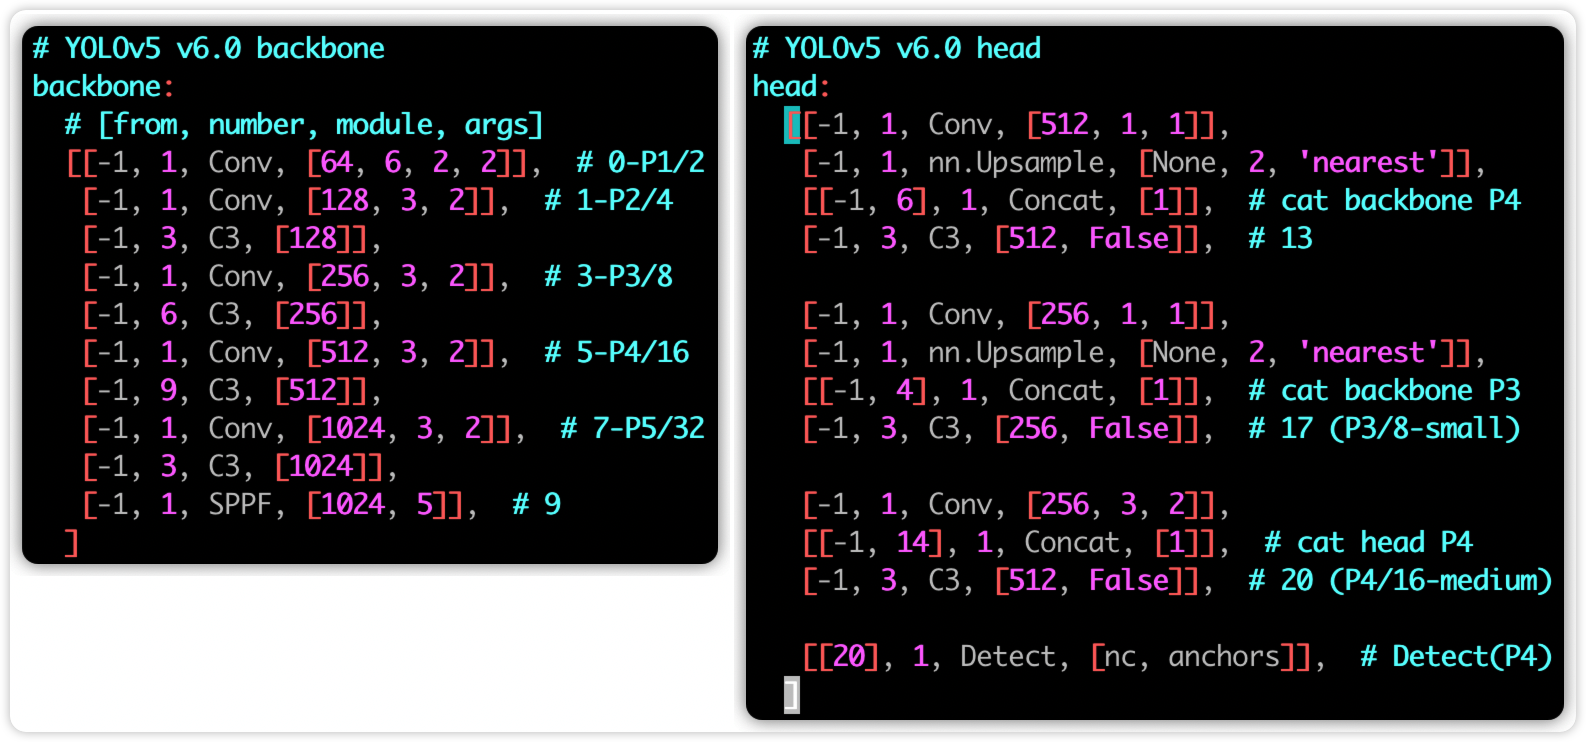 # YOLOv5 v6.0 backbone
backbone:
  # [from, number, module, args]
  [[-1, 1, Conv, [64, 6, 2, 2]],  # 0-P1/2
   [-1, 1, Conv, [128, 3, 2]],  # 1-P2/4
   [-1, 3, C3, [128]],
   [-1, 1, Conv, [256, 3, 2]],  # 3-P3/8
   [-1, 6, C3, [256]],
   [-1, 1, Conv, [512, 3, 2]],  # 5-P4/16
   [-1, 9, C3, [512]],
   [-1, 1, Conv, [1024, 3, 2]],  # 7-P5/32
   [-1, 3, C3, [1024]],
   [-1, 1, SPPF, [1024, 5]],  # 9
  ]
# YOLOv5 v6.0 head
head:
  [[-1, 1, Conv, [512, 1, 1]],
   [-1, 1, nn.Upsample, [None, 2, 'nearest']],
   [[-1, 6], 1, Concat, [1]],  # cat backbone P4
   [-1, 3, C3, [512, False]],  # 13
   [-1, 1, Conv, [256, 1, 1]],
   [-1, 1, nn.Upsample, [None, 2, 'nearest']],
   [[-1, 4], 1, Concat, [1]],  # cat backbone P3
   [-1, 3, C3, [256, False]],  # 17 (P3/8-small)
   [-1, 1, Conv, [256, 3, 2]],
   [[-1, 14], 1, Concat, [1]],  # cat head P4
   [-1, 3, C3, [512, False]],  # 20 (P4/16-medium)
   [[20], 1, Detect, [nc, anchors]],  # Detect(P4)
  ]